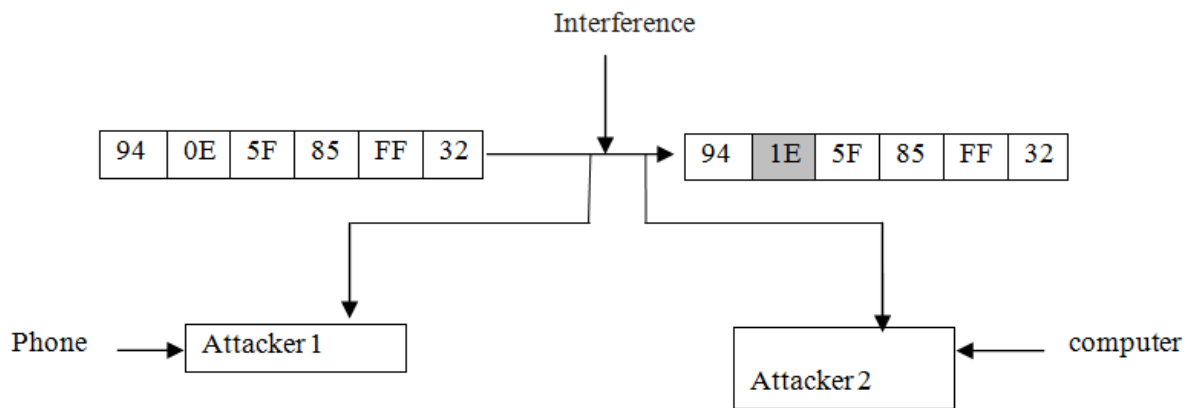 Interference
94 0E 5F 85 FF 32
94 1E 5F 85 FF 32
Phone
Attacker 1
computer
Attacker 2